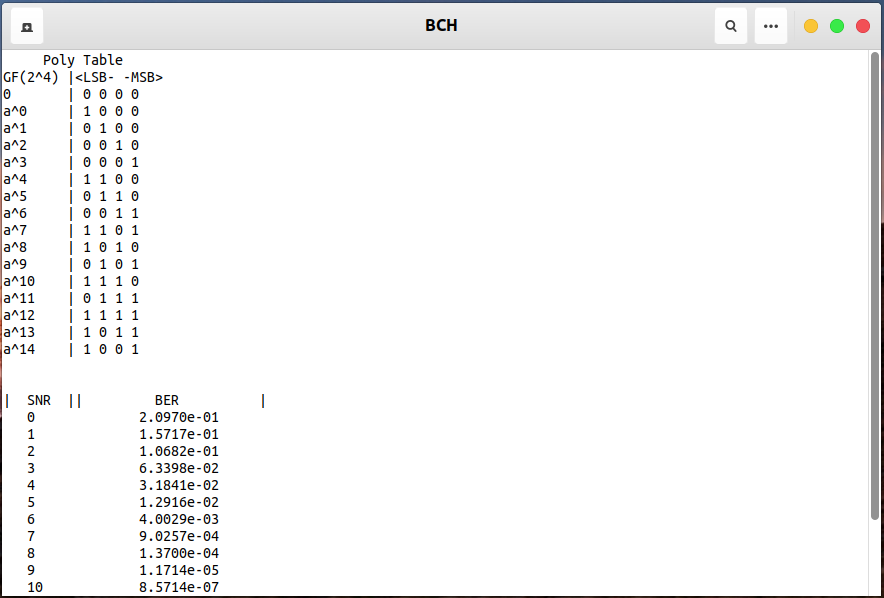 BCH
Poly Table
GF(2^4) |<LSB- -MSB>
0 | 0 0 0 0
a^0 | 1 0 0 0
a^1 | 0 1 0 0
a^2 | 0 0 1 0
a^3 | 0 0 0 1
a^4 | 1 1 0 0
a^5 | 0 1 1 0
a^6 | 0 0 1 1
a^7 | 1 1 0 1
a^8 | 1 0 1 0
a^9 | 0 1 0 1
a^10 | 1 1 1 0
a^11 | 0 1 1 1
a^12 | 1 1 1 1
a^13 | 1 0 1 1
a^14 | 1 0 0 1
| SNR || BER |
0 2.0970e-01
1 1.5717e-01
2 1.0682e-01
3 6.3398e-02
4 3.1841e-02
5 1.2916e-02
6 4.0029e-03
7 9.0257e-04
8 1.3700e-04
9 1.1714e-05
10 8.5714e-07